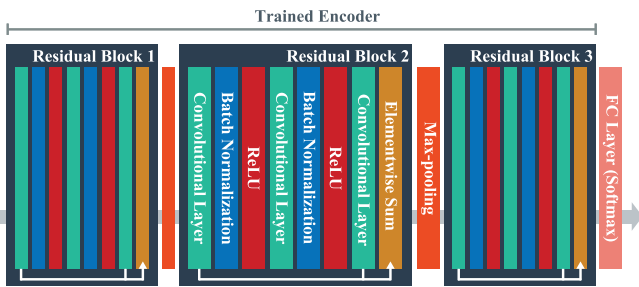 Trained Encoder
Residual Block 1
Residual Block 2
Residual Block 3
Convolutional Layer
Batch Normalization
ReLU
Convolutional Layer
Batch Normalization
ReLU
Convolutional Layer
Elementwise Sum
Max-pooling
FC Layer (Softmax)